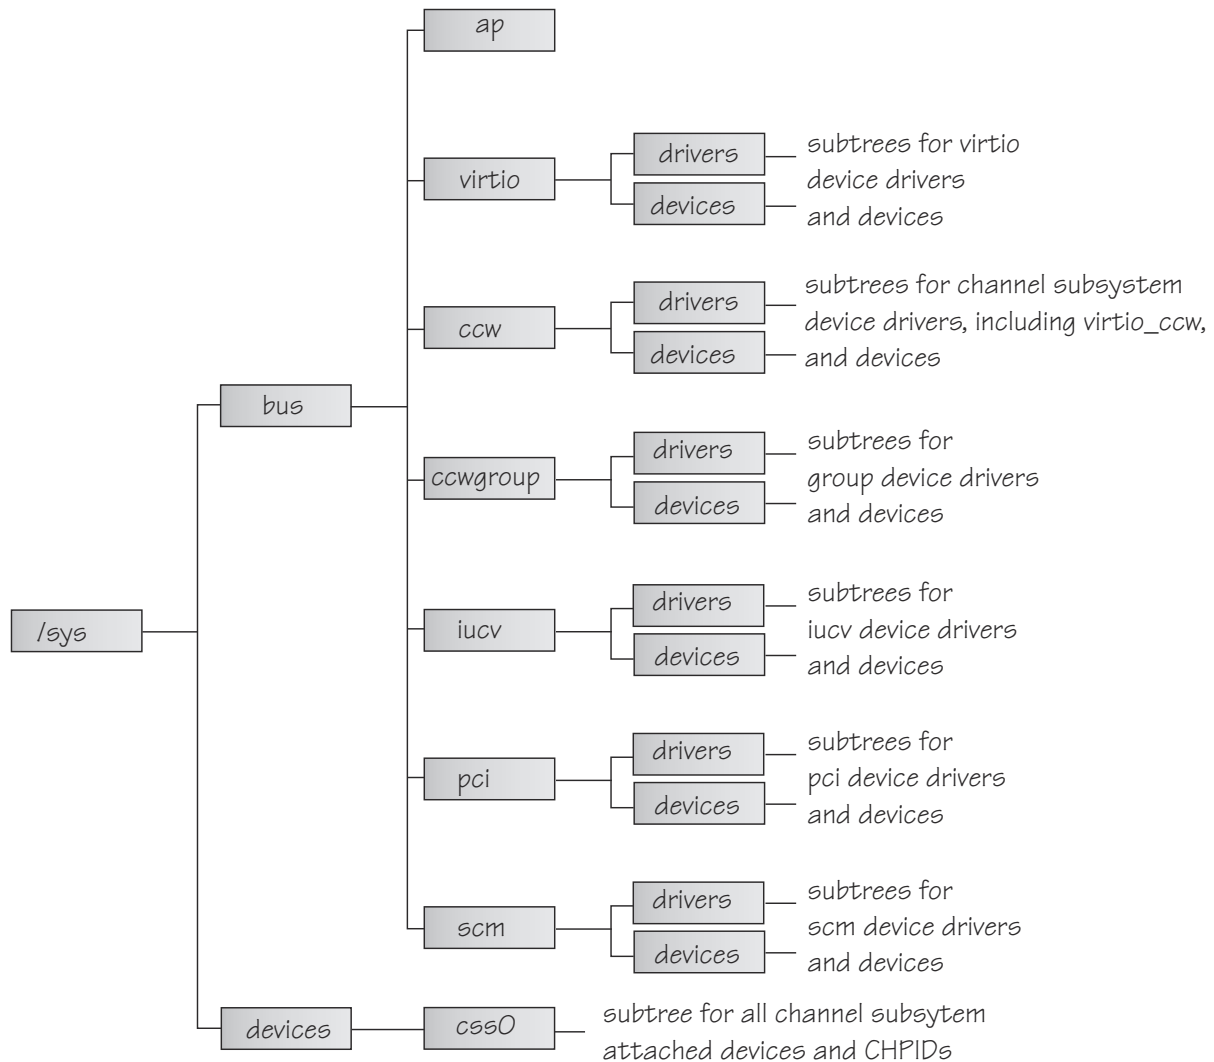 ap
virtio
drivers
devices
subtrees for virtio
device drivers
and devices
ccw
drivers
devices
subtrees for channel subsystem
device drivers, including virtio_ccw,
and devices
bus
ccwgroup
drivers
devices
subtrees for
group device drivers
and devices
/sys
iucv
drivers
devices
subtrees for
iucv device drivers
and devices
pci
drivers
devices
subtrees for
pci device drivers
and devices
scm
drivers
devices
subtrees for
scm device drivers
and devices
devices
css0
subtree for all channel subsytem
attached devices and CHPIDs